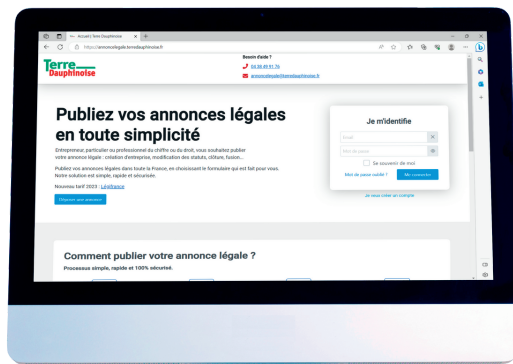 Accueil | Terre Dauphinoise
https://annoncelegale.terredauphinoise.fr
Terre
Dauphinoise
Besoin d'aide ?
annoncelegale@terredauphinoise.fr
Publiez vos annonces légales
en toute simplicité
Entrepreneur, particulier ou professionnel du chiffre ou du droit, vous souhaitez publier
votre annonce légale : création d'entreprise, modification des statuts, clôture, fusion...
Publiez vos annonces légales dans toute la France, en choisissant le formulaire qui est fait pour vous.
Notre solution est simple, rapide et sécurisée.
Nouveau tarif 2023 : Légifrance
Déposer une annonce
Je m'identifie
Email
Mot de passe
Se souvenir de moi
Mot de passe oublié ?
Me connecter
Je veux créer un compte
Comment publier votre annonce légale ?
Processus simple, rapide et 100% sécurisé.